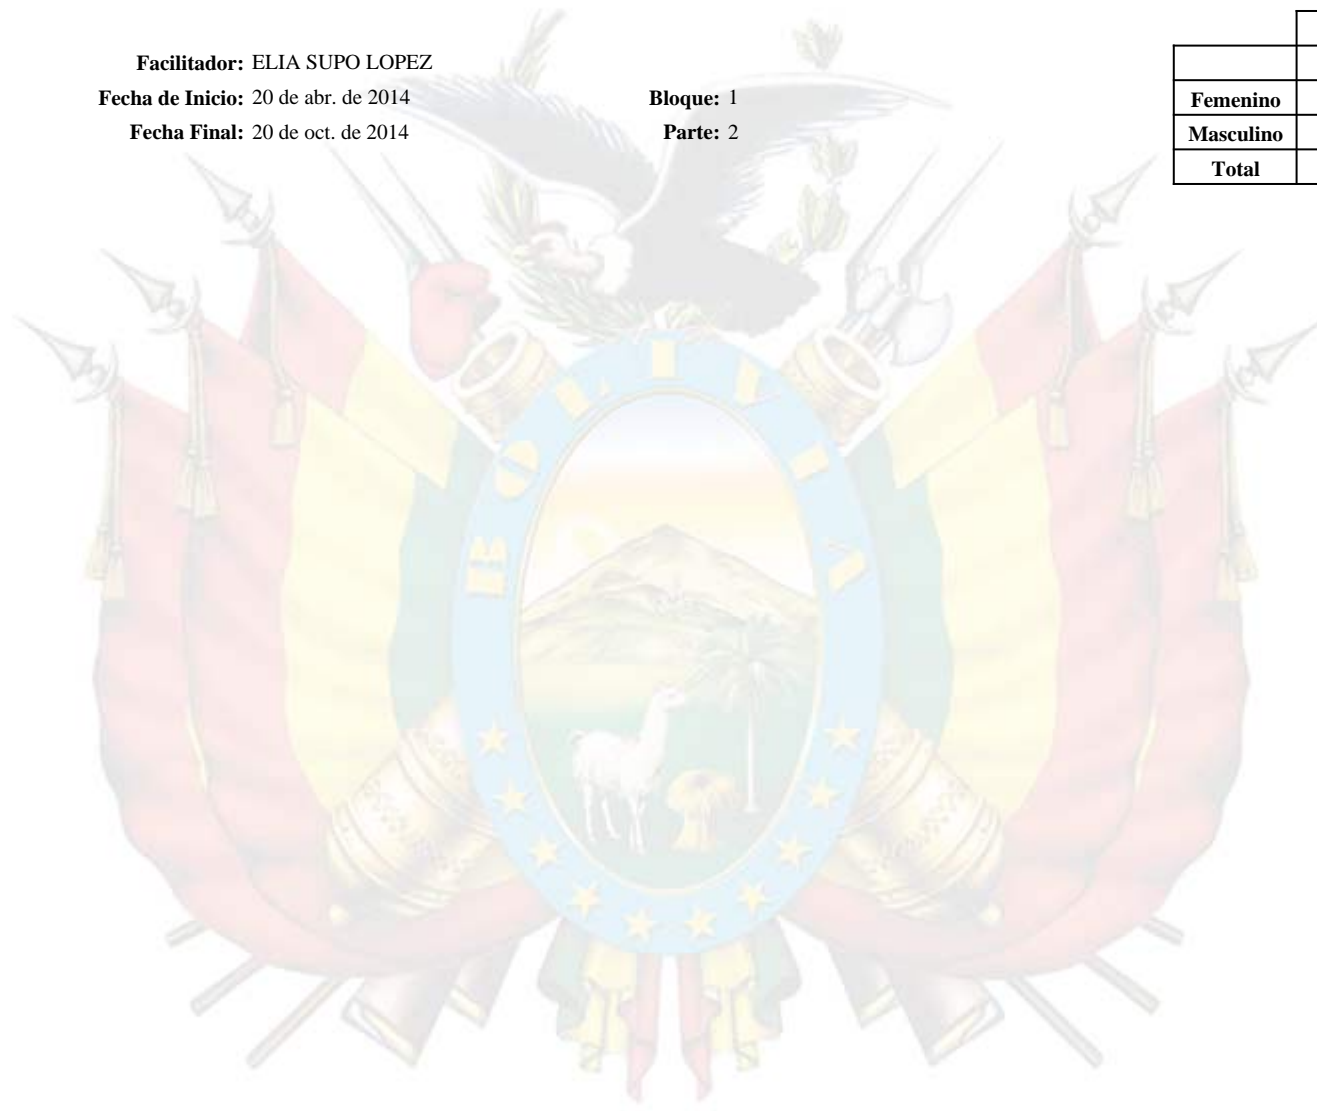 Facilitador: ELIA SUPO LOPEZ
Fecha de Inicio: 20 de abr. de 2014 Bloque: 1
Fecha Final: 20 de oct. de 2014 Parte: 2
Femenino
Masculino
Total
BOLIVIA